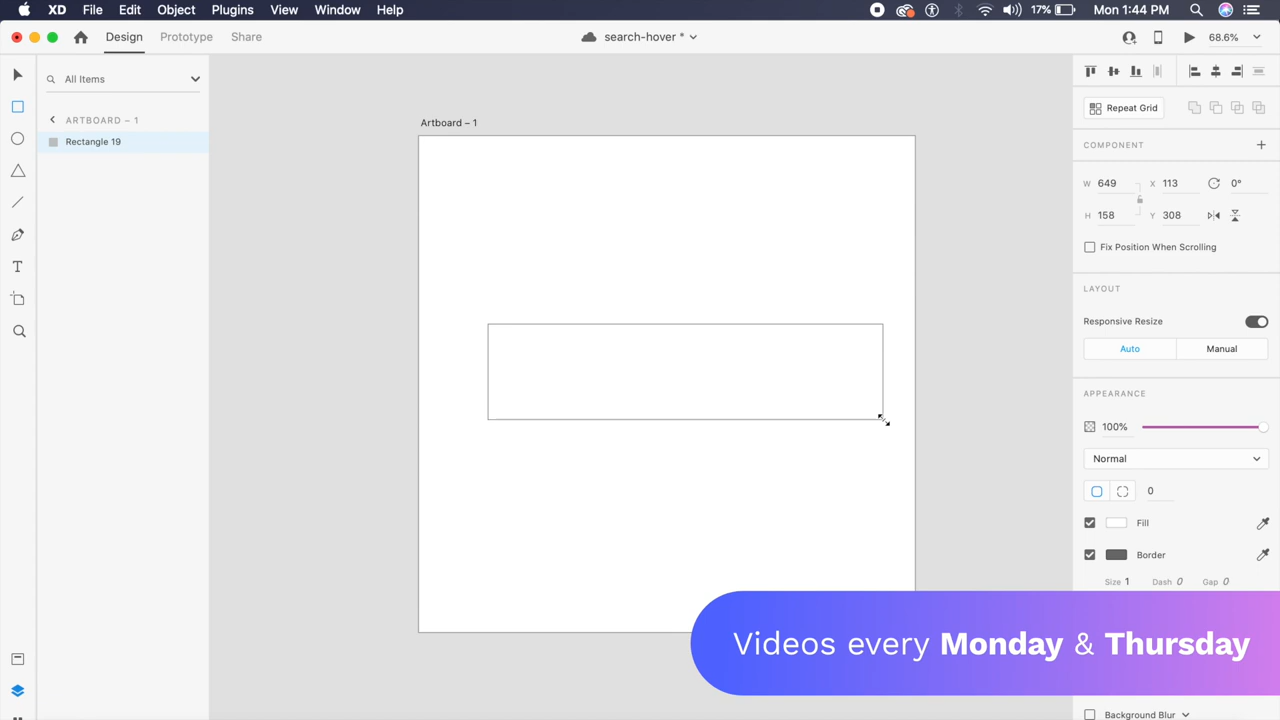 XD File Edit Object Plugins View Window Help
17% Mon 1:44 PM
Design Prototype Share
search-hover *
68.6%
All Items
ARTBOARD – 1
Rectangle 19
Artboard – 1
Repeat Grid
COMPONENT
W 649 X 113 0°
H 158 Y 308
Fix Position When Scrolling
LAYOUT
Responsive Resize
Auto Manual
APPEARANCE
100%
Normal
0
Fill
Border
Size 1 Dash 0 Gap 0
Videos every Monday & Thursday
Background Blur